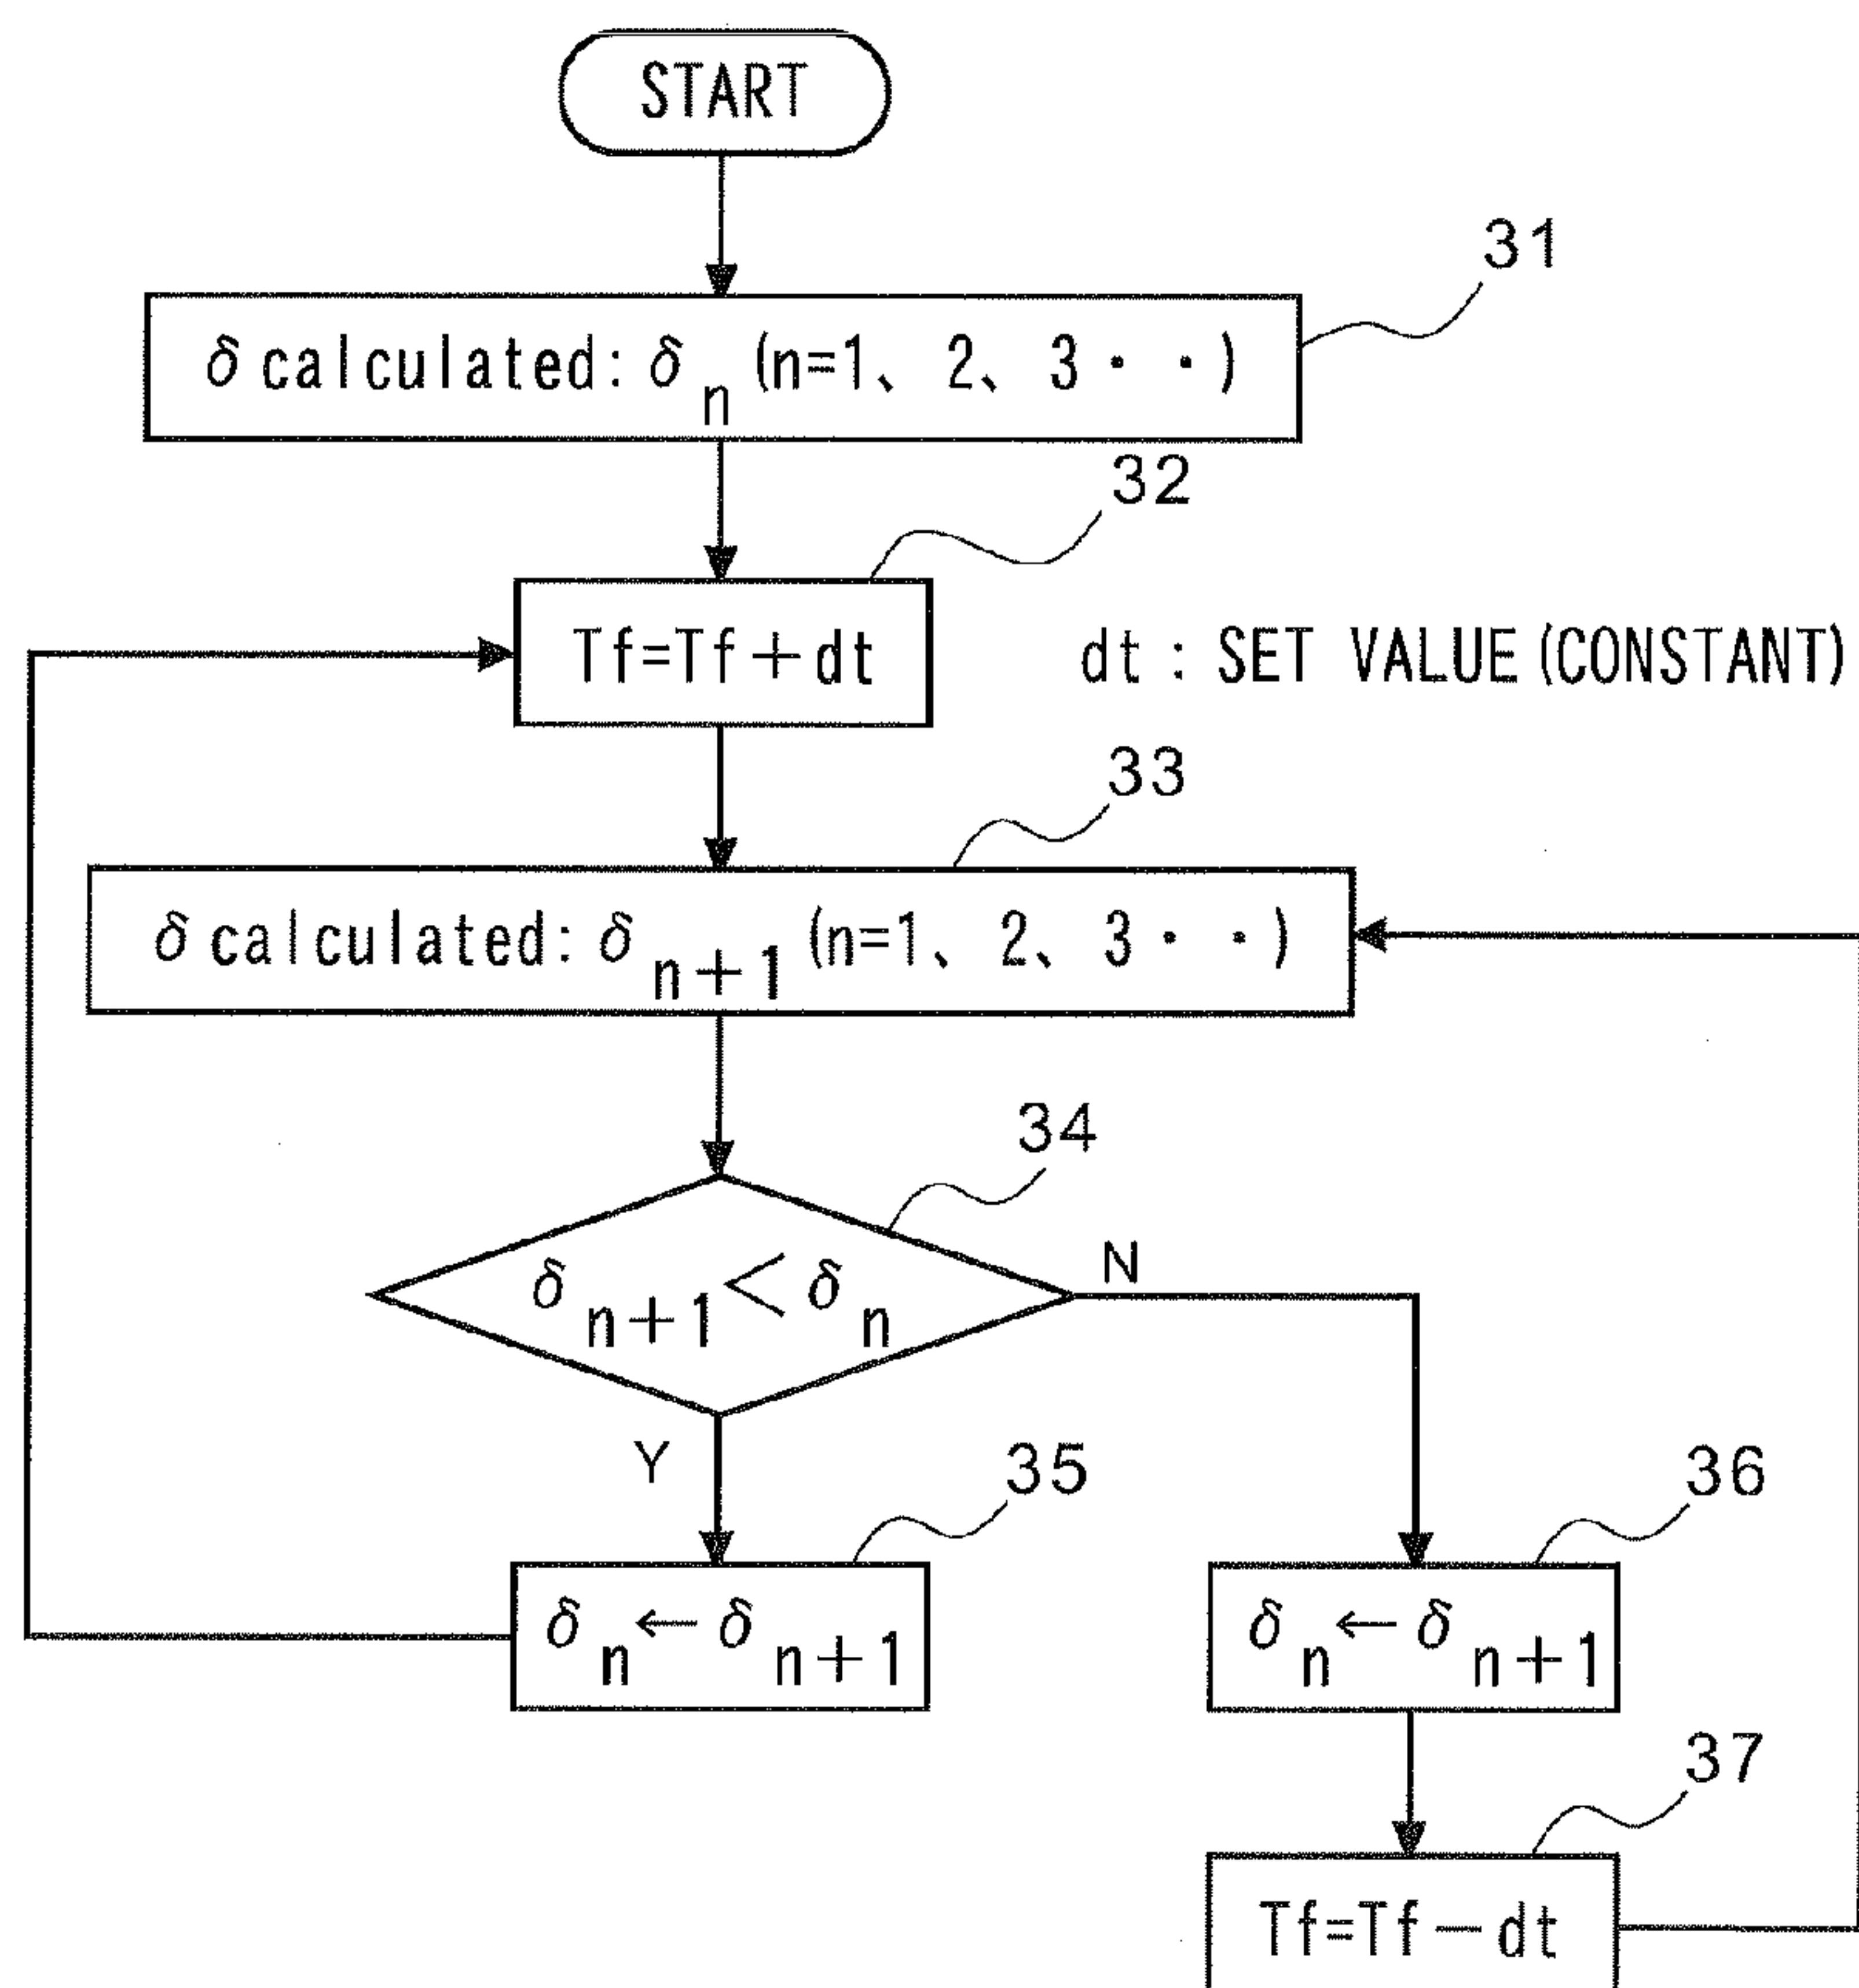 START
31
δ calculated: δn (n=1、2、3・・)
32
Tf=Tf+dt
dt : SET VALUE (CONSTANT)
33
δ calculated: δn+1 (n=1、2、3・・)
34
δn+1<δn
N
Y
35
δn←δn+1
36
δn←δn+1
37
Tf=Tf-dt